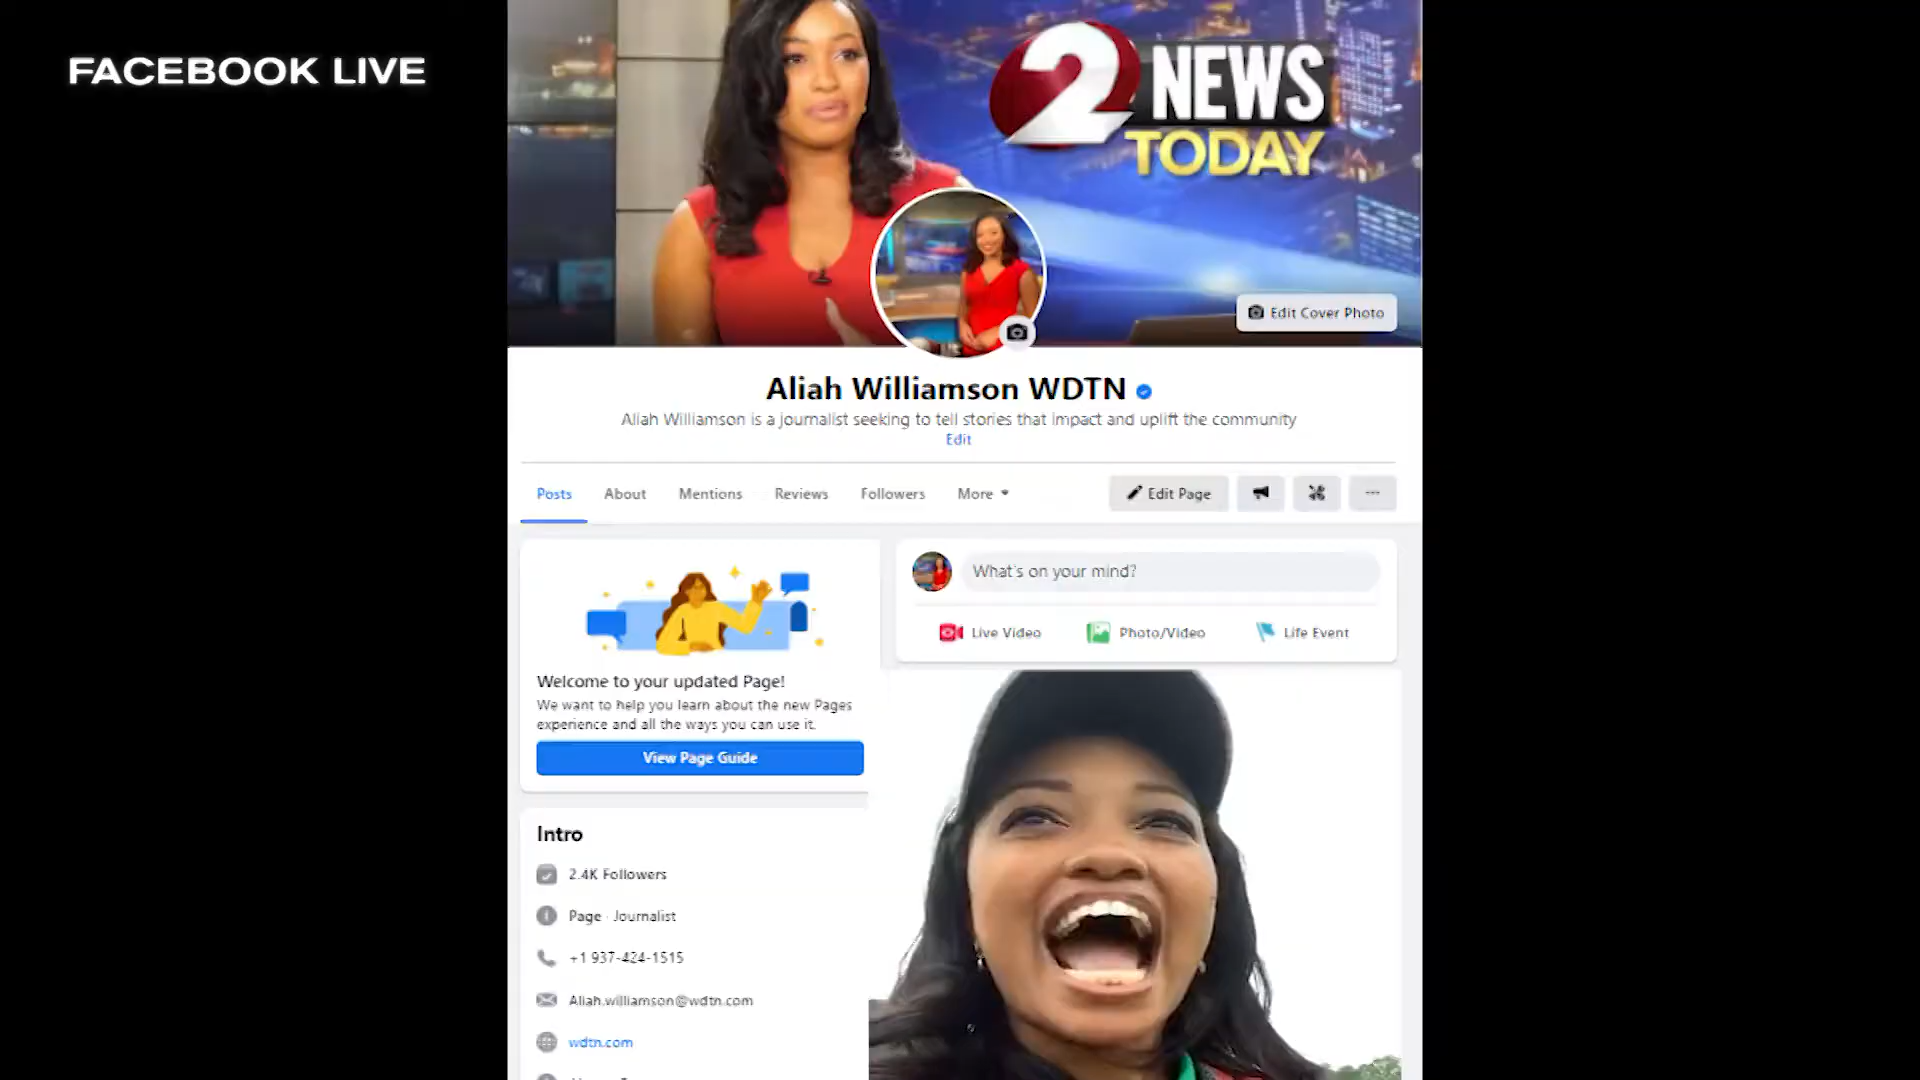 FACEBOOK LIVE
2 NEWS
TODAY
Edit Cover Photo
Aliah Williamson WDTN
Aliah Williamson is a journalist seeking to tell stories that impact and uplift the community
Edit
Posts About Mentions Reviews Followers More Edit Page
What's on your mind?
Live Video Photo/Video Life Event
Welcome to your updated Page!
We want to help you learn about the new Pages
experience and all the ways you can use it.
View Page Guide
Intro
2.4K Followers
Page · Journalist
+1 937-424-1515
Aliah.williamson@wdtn.com
wdtn.com